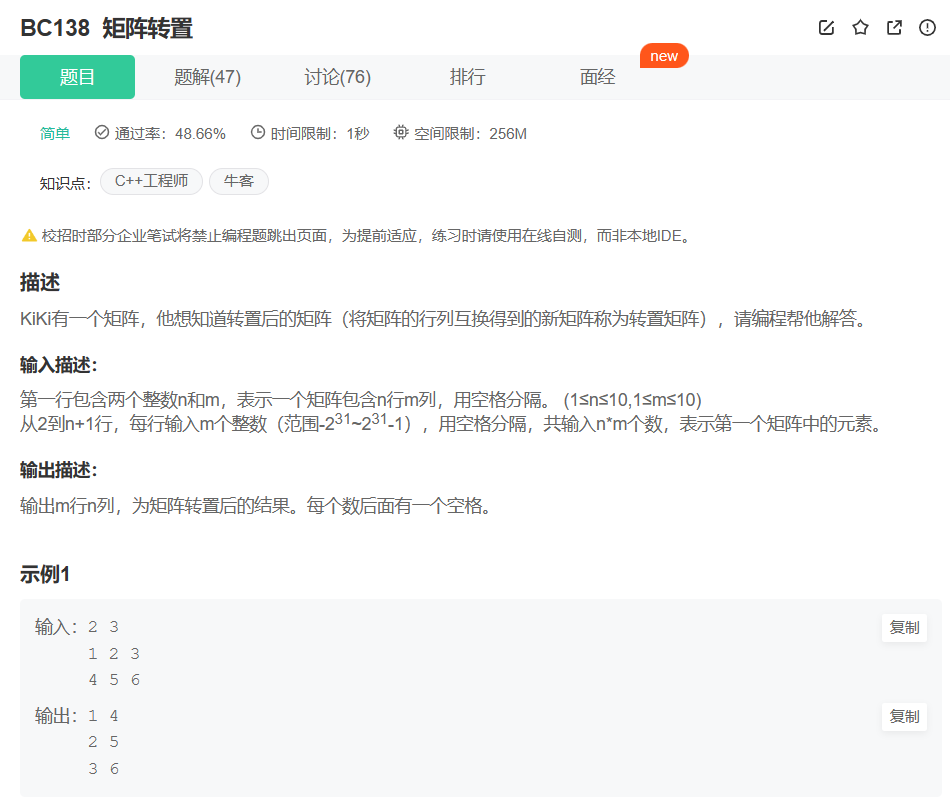 BC138 矩阵转置
题目 题解(47) 讨论(76) 排行 面经 new
简单 通过率：48.66% 时间限制：1秒 空间限制：256M
知识点： C++工程师 牛客
校招时部分企业笔试将禁止编程题跳出页面，为提前适应，练习时请使用在线自测，而非本地IDE。
描述
KiKi有一个矩阵，他想知道转置后的矩阵（将矩阵的行列互换得到的新矩阵称为转置矩阵），请编程帮他解答。
输入描述：
第一行包含两个整数n和m，表示一个矩阵包含n行m列，用空格分隔。 (1≤n≤10,1≤m≤10)
从2到n+1行，每行输入m个整数（范围-2³¹~2³¹-1），用空格分隔，共输入n*m个数，表示第一个矩阵中的元素。
输出描述：
输出m行n列，为矩阵转置后的结果。每个数后面有一个空格。
示例1
输入：2 3 复制
1 2 3
4 5 6
输出：1 4 复制
2 5
3 6